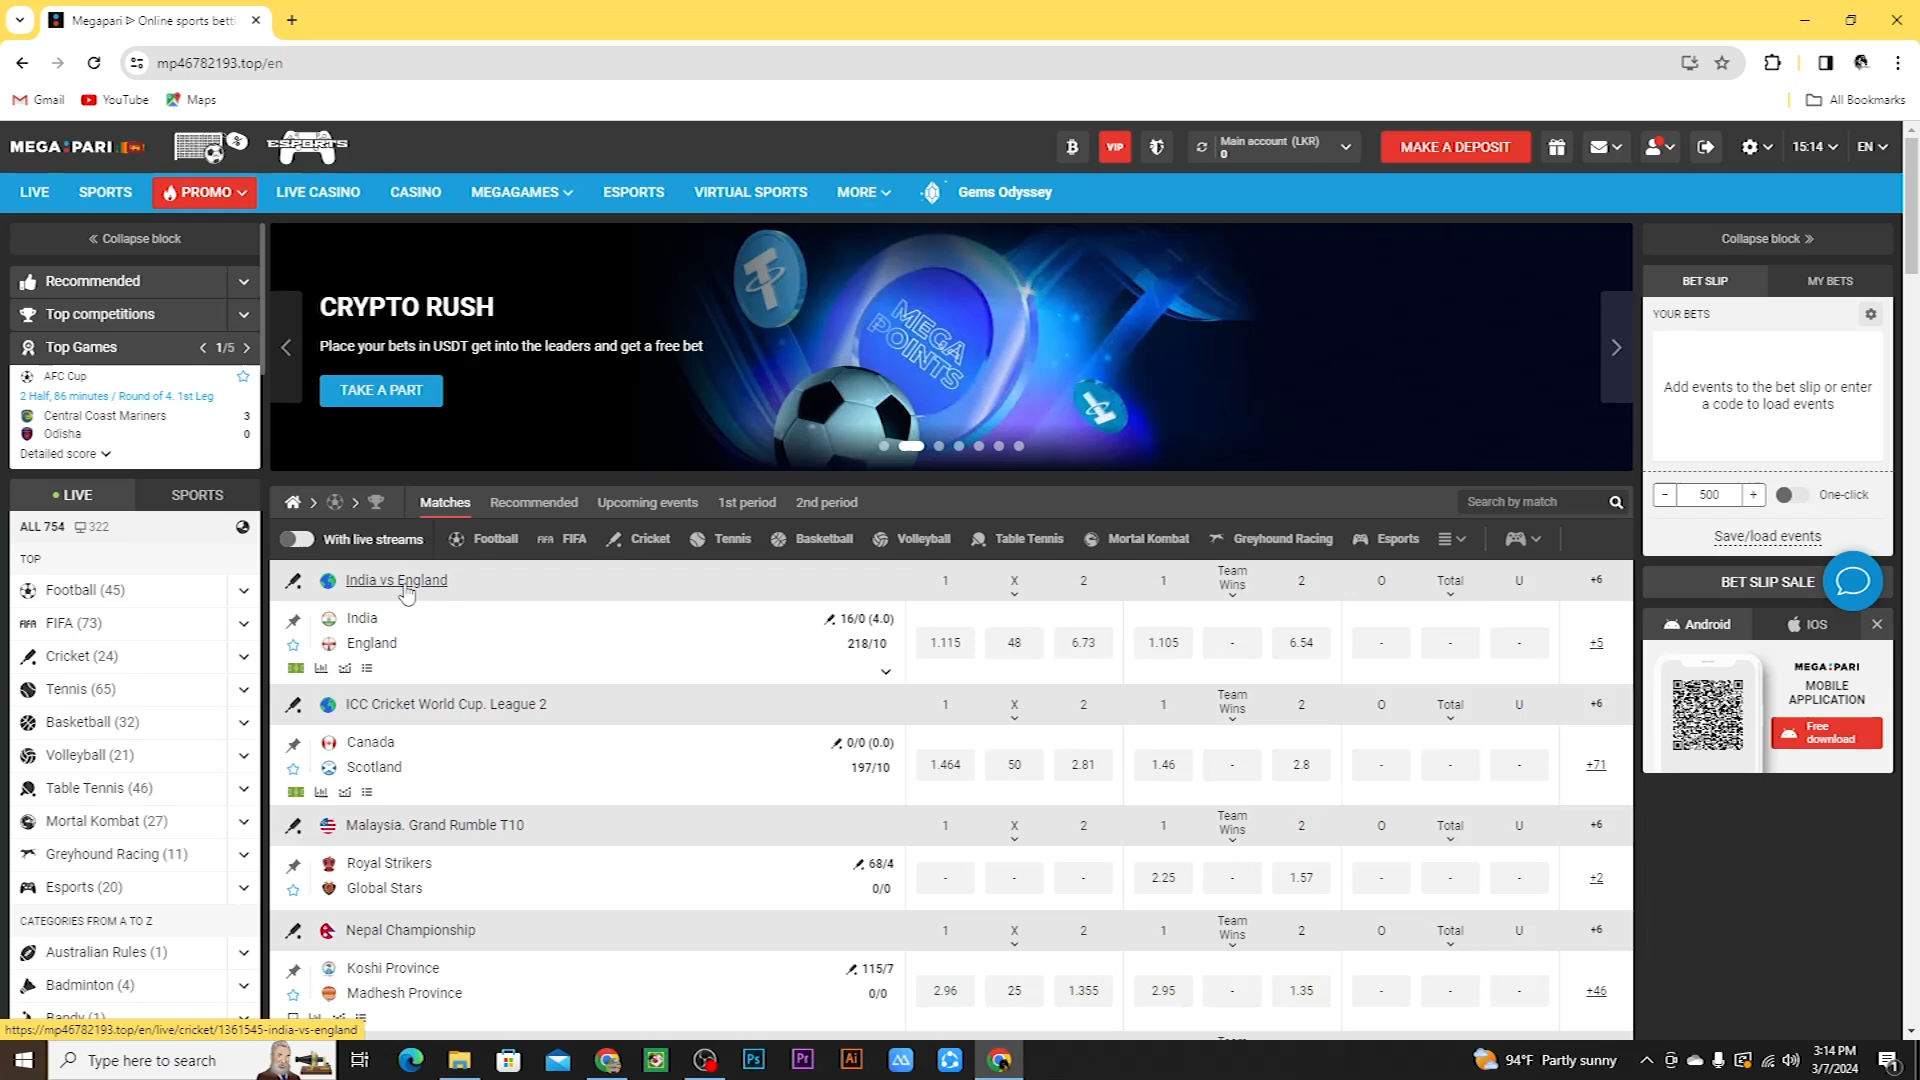 Megapari ᐉ Online sports betti
mp46782193.top/en
Gmail YouTube Maps All Bookmarks
MEGAPARI ESPORTS VIP Main account (LKR) 0 MAKE A DEPOSIT 15:14 EN
LIVE SPORTS PROMO LIVE CASINO CASINO MEGAGAMES ESPORTS VIRTUAL SPORTS MORE Gems Odyssey
Collapse block
Recommended
Top competitions
Top Games 1/5
AFC Cup
2 Half, 86 minutes / Round of 4. 1st Leg
Central Coast Mariners 3
Odisha 0
Detailed score
LIVE SPORTS
ALL 754 322
TOP
Football (45)
FIFA (73)
Cricket (24)
Tennis (65)
Basketball (32)
Volleyball (21)
Table Tennis (46)
Mortal Kombat (27)
Greyhound Racing (11)
Esports (20)
CATEGORIES FROM A TO Z
Australian Rules (1)
Badminton (4)
Bandy (1)
https://mp46782193.top/en/live/cricket/1361545-india-vs-england
CRYPTO RUSH
Place your bets in USDT get into the leaders and get a free bet
TAKE A PART
MEGA POINTS
Matches Recommended Upcoming events 1st period 2nd period Search by match
With live streams Football FIFA Cricket Tennis Basketball Volleyball Table Tennis Mortal Kombat Greyhound Racing Esports
India vs England 1 X 2 1 Team Wins 2 O Total U +6
India 16/0 (4.0)
England 218/10
1.115 48 6.73 1.105 - 6.54 - - - +5
ICC Cricket World Cup. League 2 1 X 2 1 Team Wins 2 O Total U +6
Canada 0/0 (0.0)
Scotland 197/10
1.464 50 2.81 1.46 - 2.8 - - - +71
Malaysia. Grand Rumble T10 1 X 2 1 Team Wins 2 O Total U +6
Royal Strikers 68/4
Global Stars 0/0
- - - 2.25 - 1.57 - - - +2
Nepal Championship 1 X 2 1 Team Wins 2 O Total U +6
Koshi Province 115/7
Madhesh Province 0/0
2.96 25 1.355 2.95 - 1.35 - - - +46
Collapse block
BET SLIP MY BETS
YOUR BETS
Add events to the bet slip or enter
a code to load events
- 500 + One-click
Save/load events
BET SLIP SALE
Android IOS
MEGAPARI
MOBILE
APPLICATION
Free
download
Type here to search
Ps Pr Ai
94°F Partly sunny
3:14 PM
3/7/2024
1